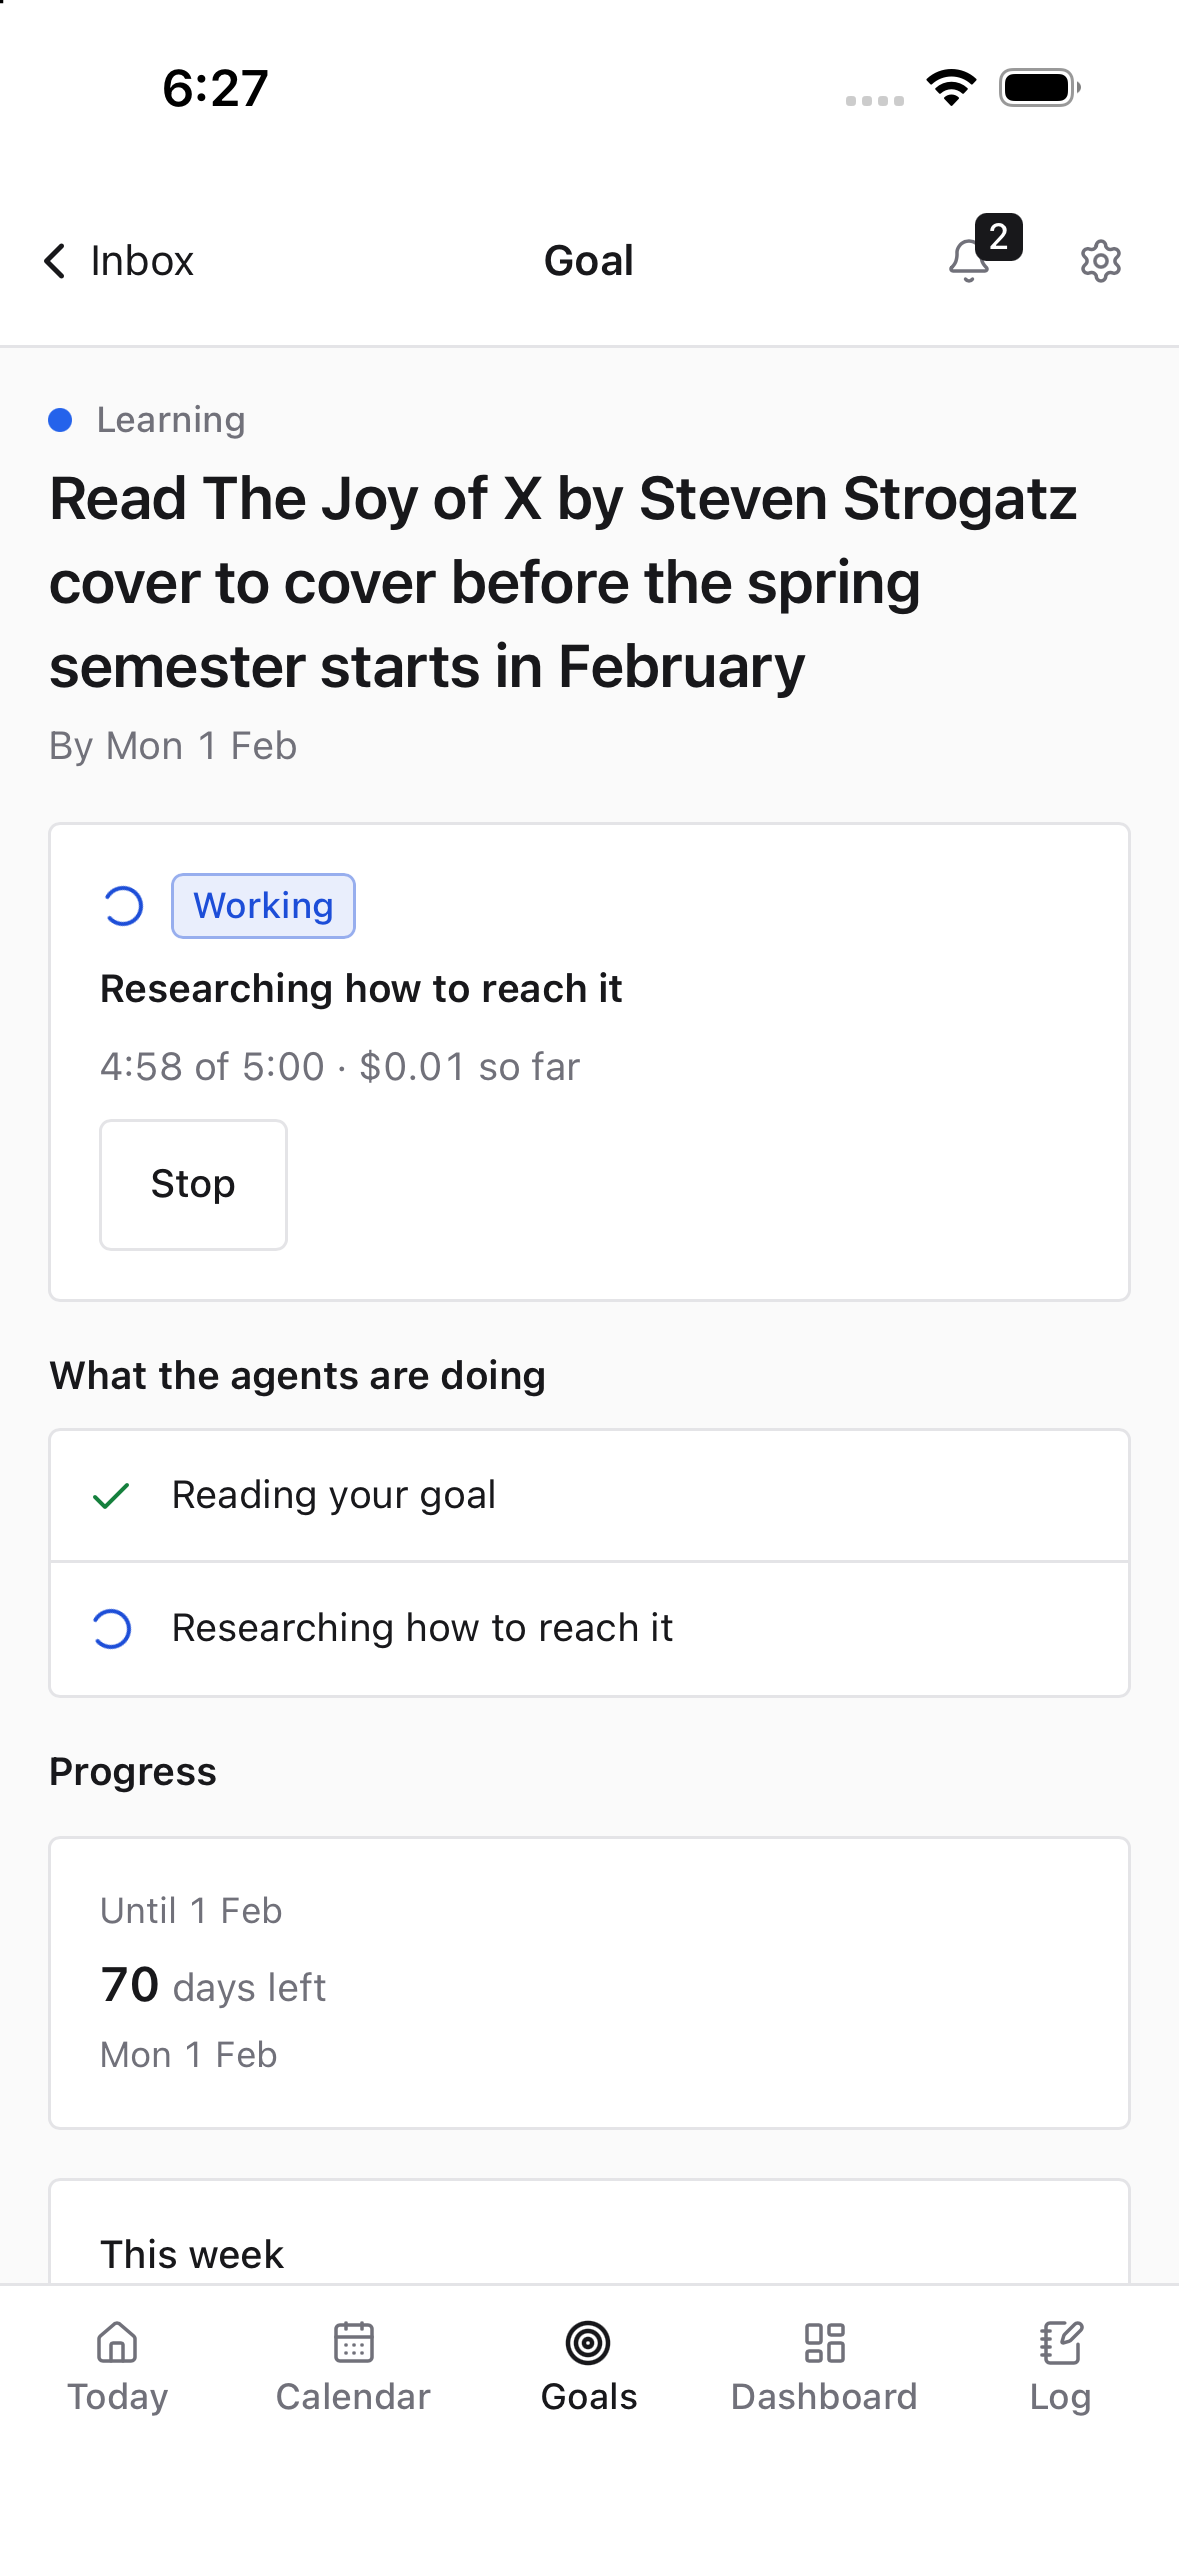 6:27
Inbox
Goal
2
Learning
Read The Joy of X by Steven Strogatz
cover to cover before the spring
semester starts in February
By Mon 1 Feb
Working
Researching how to reach it
4:58 of 5:00 · $0.01 so far
Stop
What the agents are doing
Reading your goal
Researching how to reach it
Progress
Until 1 Feb
70 days left
Mon 1 Feb
This week
Today
Calendar
Goals
Dashboard
Log